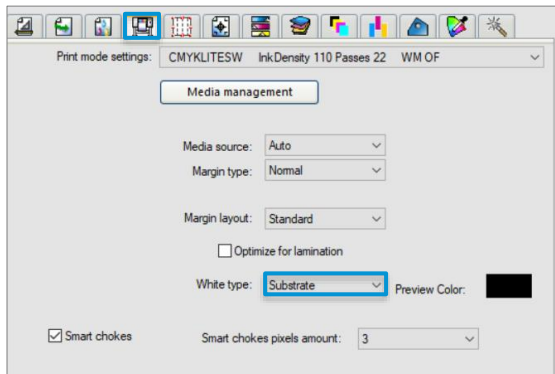 Print mode settings: CMYKLITESW InkDensity 110 Passes 22 WM OF
Media management
Media source: Auto
Margin type: Normal
Margin layout: Standard
Optimize for lamination
White type: Substrate Preview Color:
Smart chokes Smart chokes pixels amount: 3